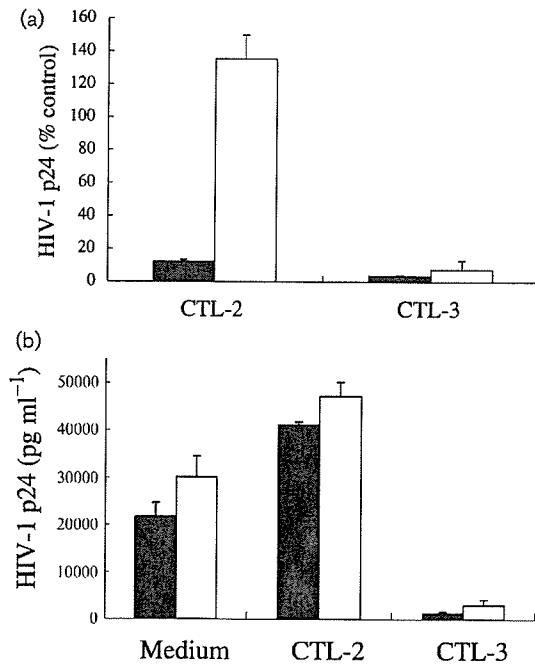 (a)
HIV-1 p24 (% control)
160
140
120
100
80
60
40
20
0
CTL-2 CTL-3
(b)
HIV-1 p24 (pg ml⁻¹)
50000
40000
30000
20000
10000
0
Medium CTL-2 CTL-3